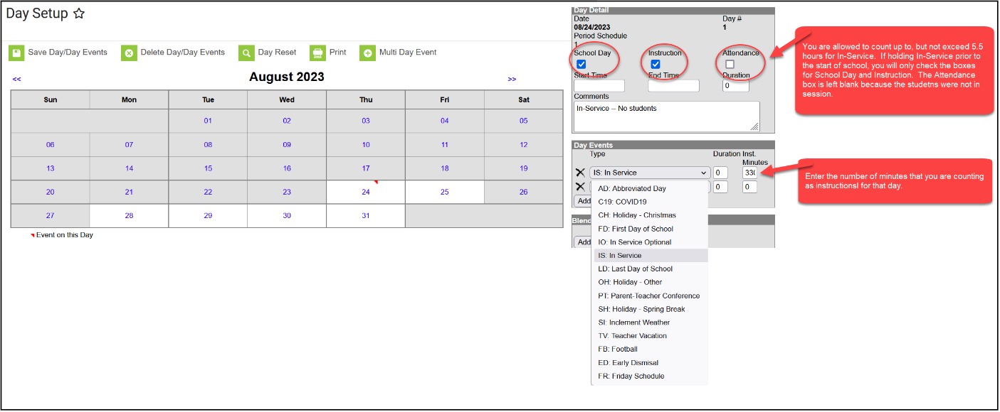 Day Setup
Save Day/Day Events
Delete Day/Day Events
Day Reset
Print
Multi Day Event
<<
August 2023
>>
Sun Mon Tue Wed Thu Fri Sat
01 02 03 04 05
06 07 08 09 10 11 12
13 14 15 16 17 18 19
20 21 22 23 24 25 26
27 28 29 30 31
Event on this Day
Day Detail
Date Day #
08/24/2023 1
Period Schedule
1
School Day Instruction Attendance
Start Time End Time Duration
0
Comments
In-Service -- No students
Day Events
Type Duration Inst.
Minutes
IS: In Service 0 330
0 0
Add
Blend
Add
AD: Abbreviated Day
C19: COVID19
CH: Holiday - Christmas
FD: First Day of School
IO: In Service Optional
IS: In Service
LD: Last Day of School
OH: Holiday - Other
PT: Parent-Teacher Conference
SH: Holiday - Spring Break
SI: Inclement Weather
TV: Teacher Vacation
FB: Football
ED: Early Dismisal
FR: Friday Schedule
You are allowed to count up to, but not exceed 5.5
hours for In-Service. If holding In-Service prior to
the start of school, you will only check the boxes
for School Day and Instruction. The Attendance
box is left blank because the studetns were not in
session.
Enter the number of minutes that you are counting
as instructionsl for that day.